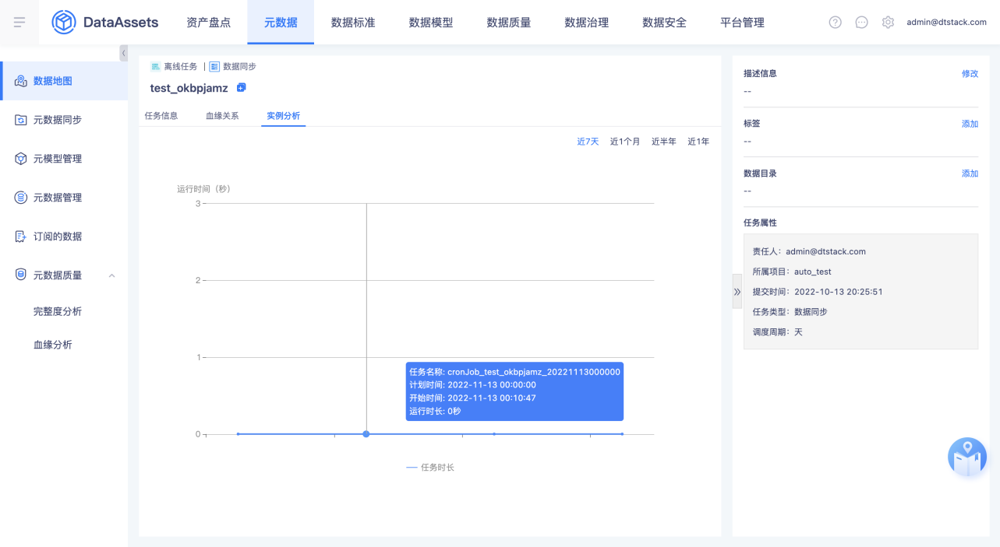 DataAssets
资产盘点
元数据
数据标准
数据模型
数据质量
数据治理
数据安全
平台管理
admin@dtstack.com
数据地图
元数据同步
元模型管理
元数据管理
订阅的数据
元数据质量
完整度分析
血缘分析
离线任务 | 数据同步
test_okbpjamz
任务信息
血缘关系
实例分析
近7天
近1个月
近半年
近1年
运行时间（秒）
3
2
1
0
任务名称: cronJob_test_okbpjamz_20221113000000
计划时间: 2022-11-13 00:00:00
开始时间: 2022-11-13 00:10:47
运行时长: 0秒
任务时长
描述信息
修改
--
标签
添加
--
数据目录
添加
--
任务属性
责任人：admin@dtstack.com
所属项目：auto_test
提交时间：2022-10-13 20:25:51
任务类型：数据同步
调度周期：天